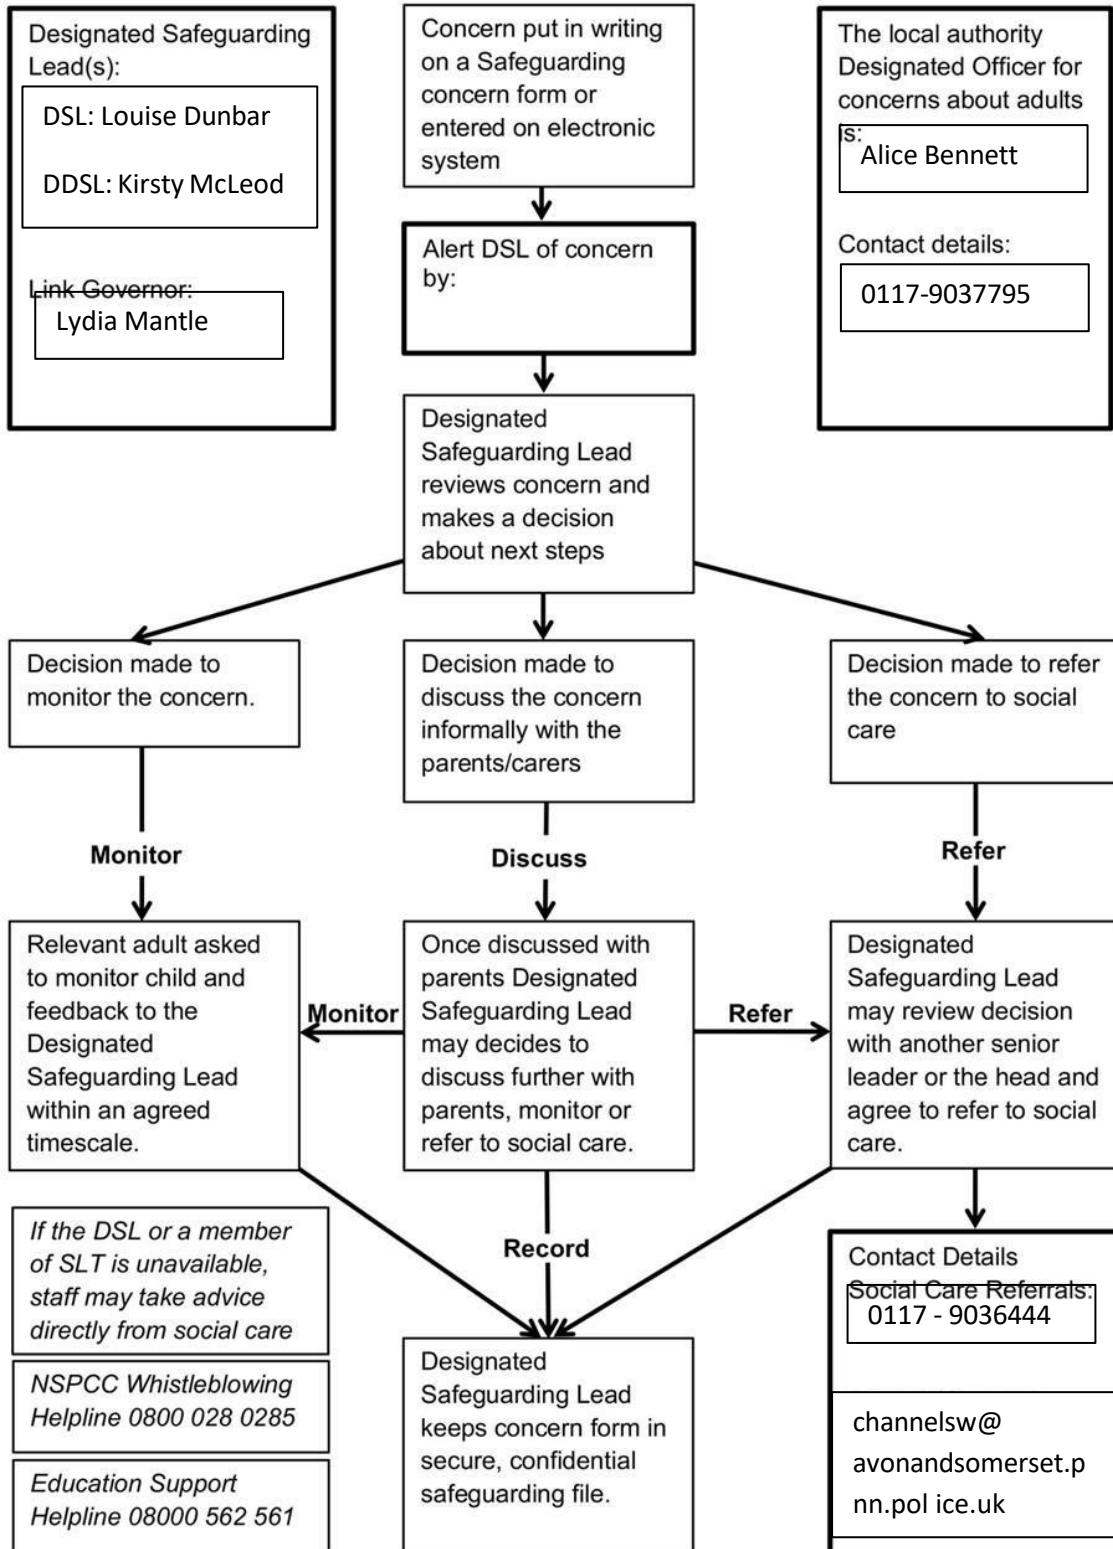 Designated Safeguarding
Lead(s):
DSL: Louise Dunbar
DDSL: Kirsty McLeod
Link Governor:
Lydia Mantle
Concern put in writing
on a Safeguarding
concern form or
entered on electronic
system
The local authority
Designated Officer for
concerns about adults
is:
Alice Bennett
Contact details:
0117-9037795
Alert DSL of concern
by:
Designated
Safeguarding Lead
reviews concern and
makes a decision
about next steps
Decision made to
monitor the concern.
Decision made to
discuss the concern
informally with the
parents/carers
Decision made to refer
the concern to social
care
Monitor
Discuss
Refer
Relevant adult asked
to monitor child and
feedback to the
Designated
Safeguarding Lead
within an agreed
timescale.
Monitor
Once discussed with
parents Designated
Safeguarding Lead
may decides to
discuss further with
parents, monitor or
refer to social care.
Refer
Designated
Safeguarding Lead
may review decision
with another senior
leader or the head and
agree to refer to social
care.
If the DSL or a member
of SLT is unavailable,
staff may take advice
directly from social care
NSPCC Whistleblowing
Helpline 0800 028 0285
Education Support
Helpline 08000 562 561
Record
Designated
Safeguarding Lead
keeps concern form in
secure, confidential
safeguarding file.
Contact Details
Social Care Referrals:
0117 - 9036444
channelsw@
avonandsomerset.p
nn.pol ice.uk